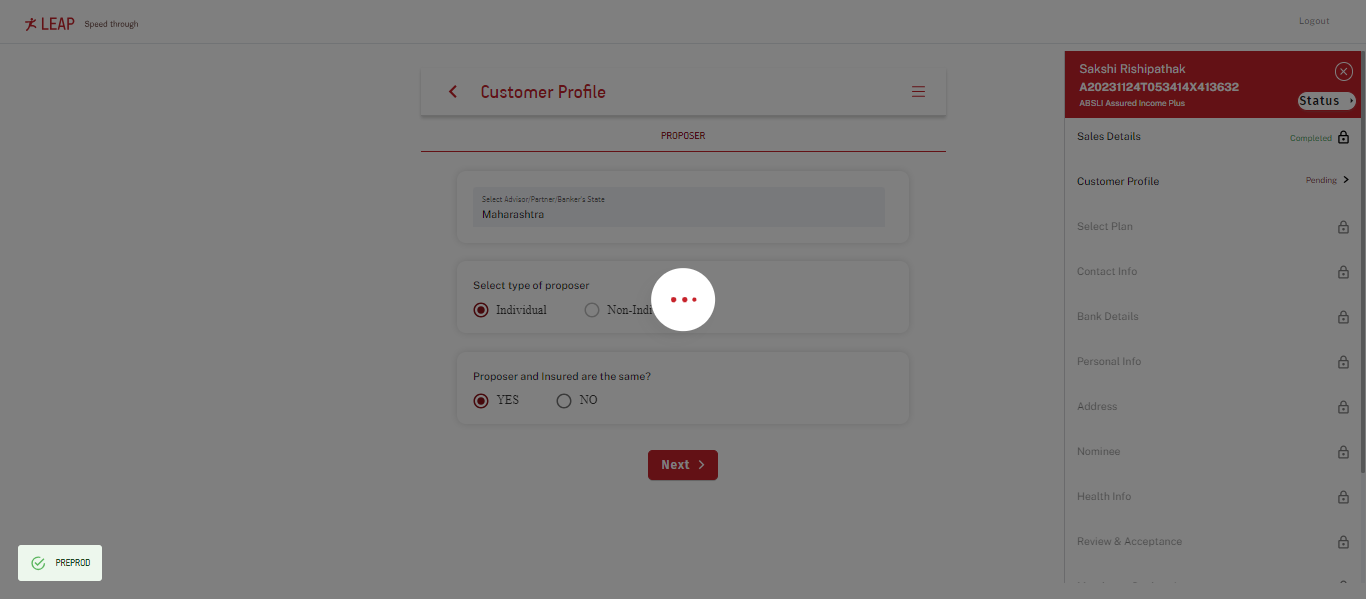 LEAP Speed through
Logout
Customer Profile
PROPOSER
Select Advisor/Partner/Banker's State
Maharashtra
Select type of proposer
Individual
Non-Indi
Proposer and Insured are the same?
YES
NO
Next
PREPROD
Sakshi Rishipathak
A20231124T053414X413632
ABSLI Assured Income Plus
Status
Sales Details
Completed
Customer Profile
Pending
Select Plan
Contact Info
Bank Details
Personal Info
Address
Nominee
Health Info
Review & Acceptance